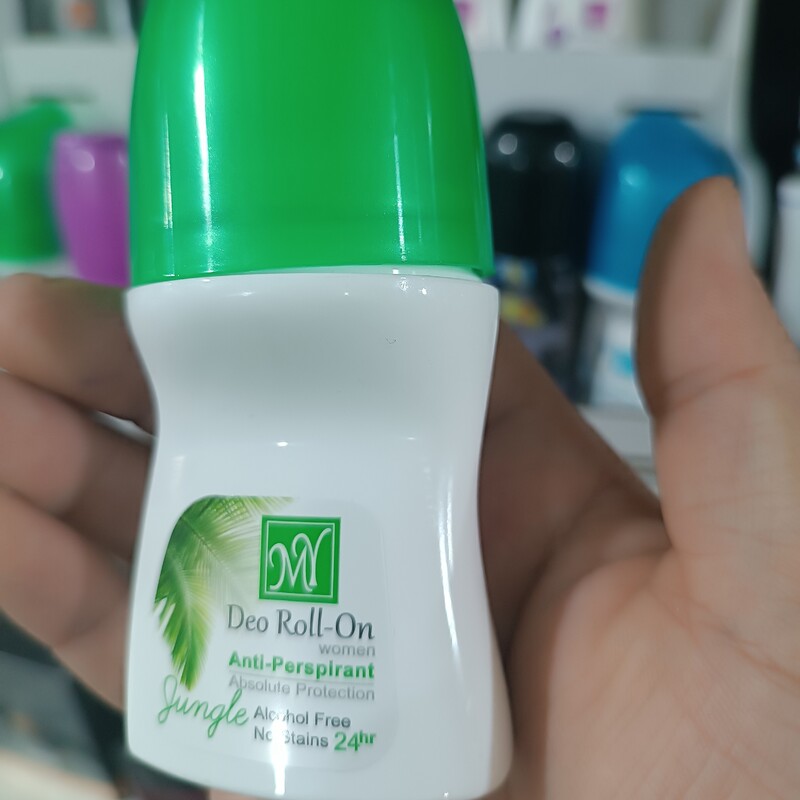 MY
Deo Roll-On
women
Anti-Perspirant
Absolute Protection
Jungle
Alcohol Free
No Stains 24hr